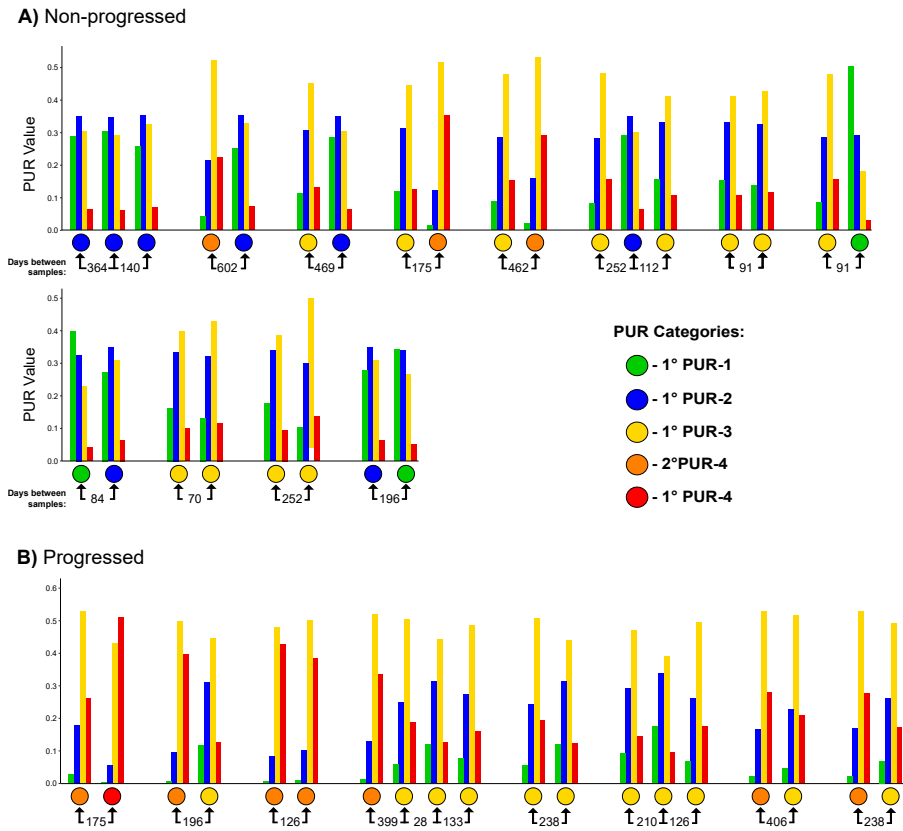 A) Non-progressed
PUR Value
0.5
0.4
0.3
0.2
0.1
0.0
Days between samples:
364 140 602 469 175 462 252 112 91 91
PUR Value
0.5
0.4
0.3
0.2
0.1
0.0
Days between samples:
84 70 252 196
PUR Categories:
- 1° PUR-1
- 1° PUR-2
- 1° PUR-3
- 2°PUR-4
- 1° PUR-4
B) Progressed
0.6
0.5
0.4
0.3
0.2
0.1
0.0
175 196 126 399 28 133 238 210 126 406 238